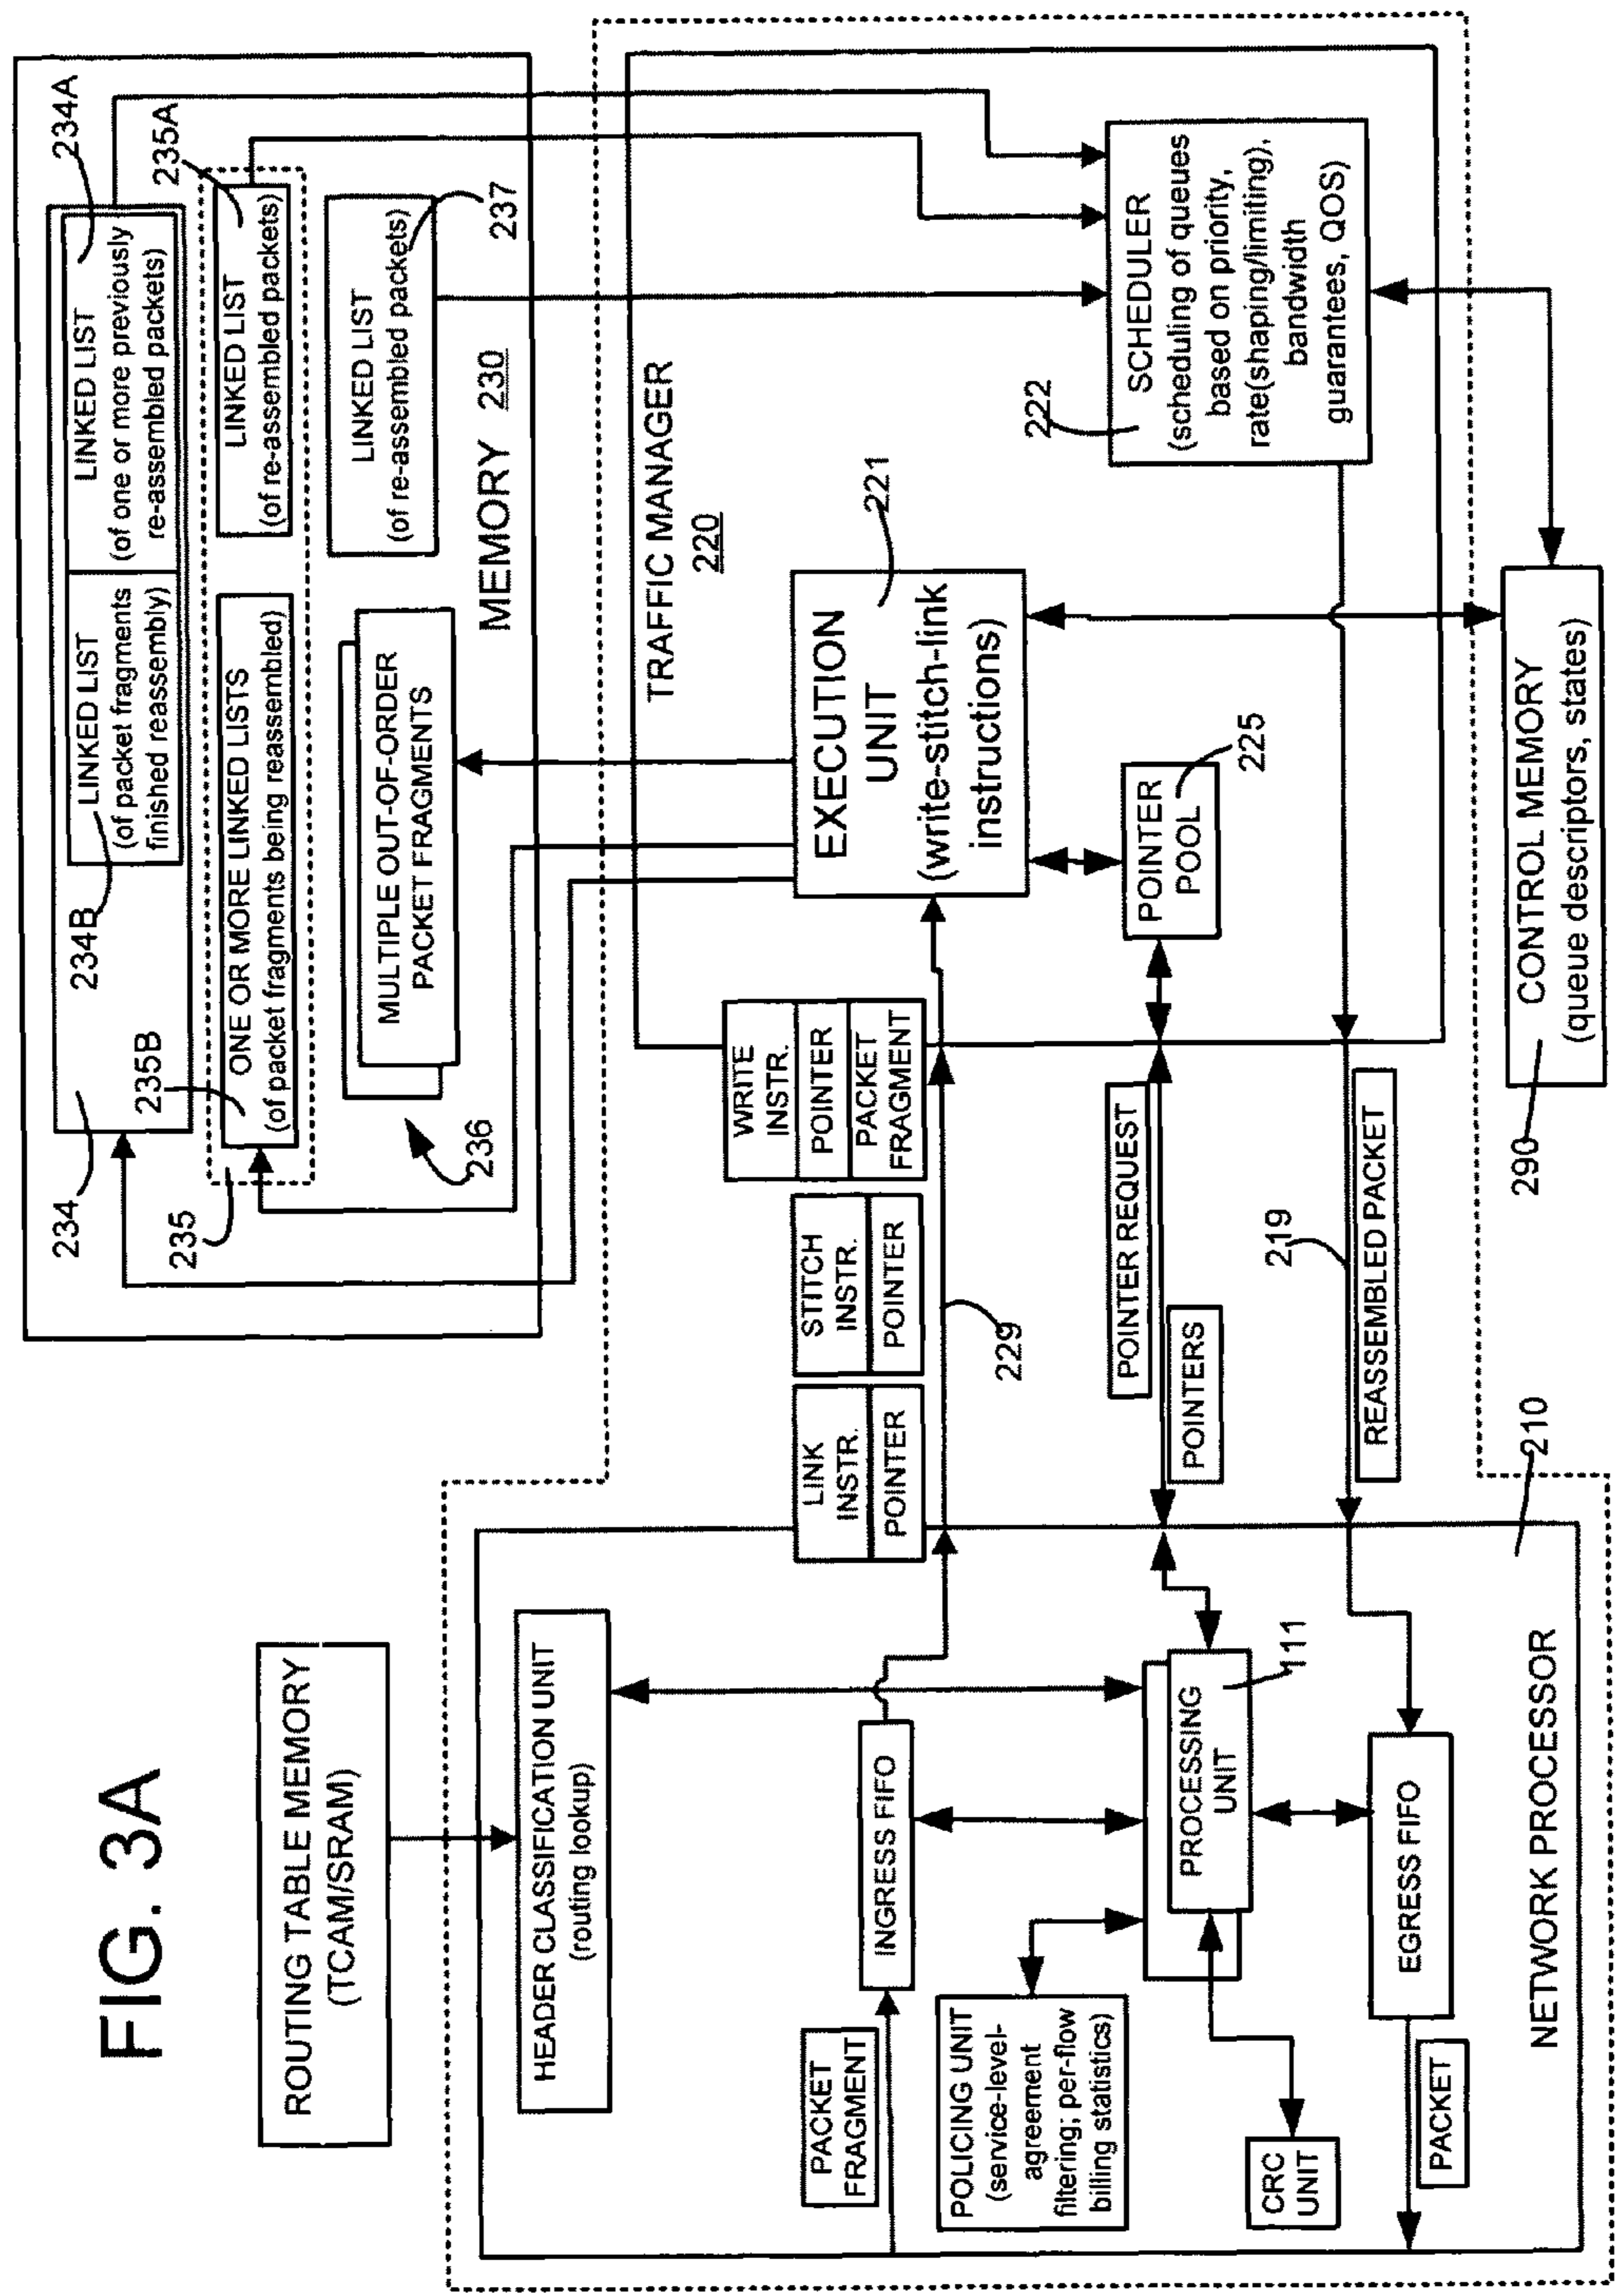 FIG. 3A
ROUTING TABLE MEMORY
(TCAM/SRAM)
HEADER CLASSIFICATION UNIT
(routing lookup)
PACKET
FRAGMENT
INGRESS FIFO
POLICING UNIT
(service-level-
agreement
filtering; per-flow
billing statistics)
PROCESSING
UNIT
111
CRC
UNIT
EGRESS FIFO
PACKET
NETWORK PROCESSOR
210
LINK
INSTR.
POINTER
STITCH
INSTR.
POINTER
WRITE
INSTR.
POINTER
PACKET
FRAGMENT
229
POINTER REQUEST
POINTERS
219
REASSEMBLED PACKET
234
234B
LINKED LIST
(of packet fragments
finished reassembly)
LINKED LIST
(of one or more previously
re-assembled packets)
234A
235
235B
ONE OR MORE LINKED LISTS
(of packet fragments being reassembled)
LINKED LIST
(of re-assembled packets)
235A
236
MULTIPLE OUT-OF-ORDER
PACKET FRAGMENTS
LINKED LIST
(of re-assembled packets)
237
MEMORY 230
TRAFFIC MANAGER
220
EXECUTION
UNIT
(write-stitch-link
instructions)
221
POINTER
POOL
225
222
SCHEDULER
(scheduling of queues
based on priority,
rate(shaping/limiting),
bandwidth
guarantees, QOS)
290
CONTROL MEMORY
(queue descriptors, states)